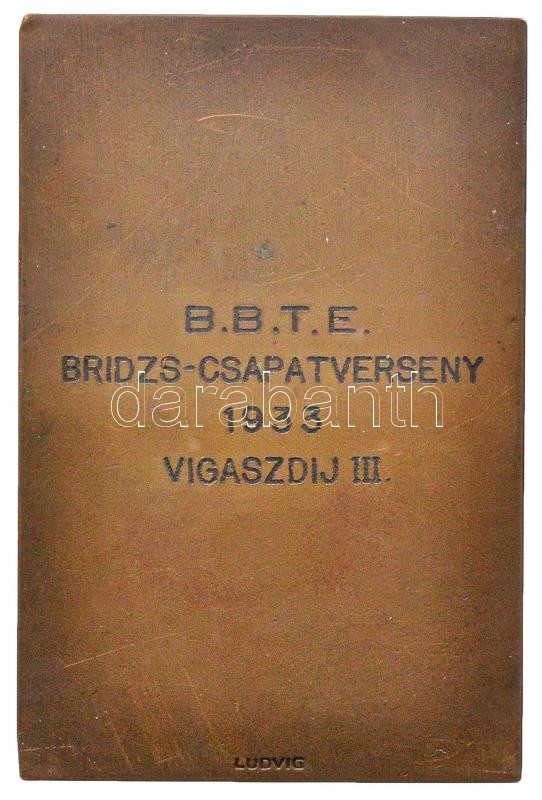 B.B.T.E.
BRIDZS-CSAPATVERSENY
darabanth
1933
VIGASZDIJ III.
LUDVIG